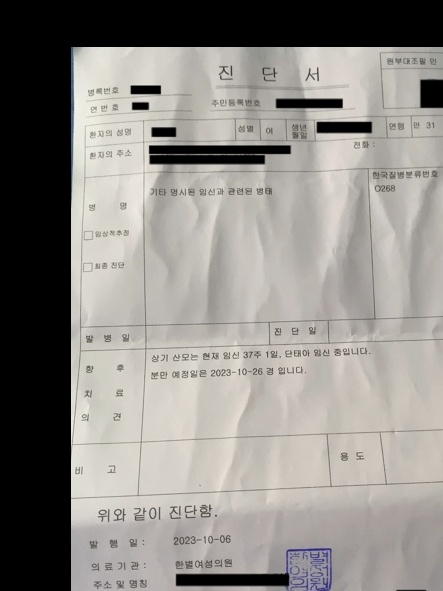 진 단 서
원부대조필 인
병록번호
연 번 호
주민등록번호
환자의 성명
성별 여
생년월일
연령 만 31
환자의 주소
전화 :
병 명
기타 명시된 임신과 관련된 병태
한국질병분류번호
O268
임상적추정
최종 진단
발 병 일
진 단 일
향 후 치 료 의 견
상기 산모는 현재 임신 37주 1일, 단태아 임신 중입니다.
분만 예정일은 2023-10-26 경 입니다.
비 고
용 도
위와 같이 진단함.
발 행 일 : 2023-10-06
의 료 기 관 : 한별여성의원
주소 및 명칭